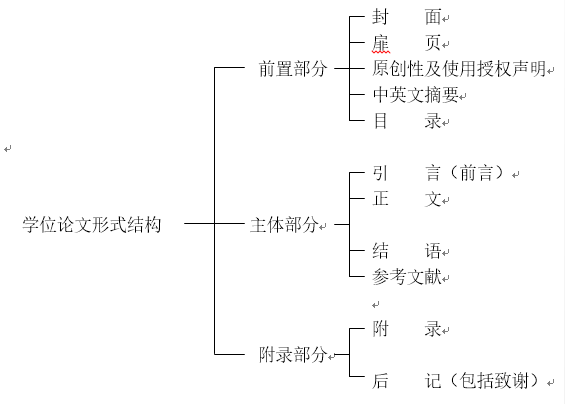 封　　面
扉　　页
前置部分
原创性及使用授权声明
中英文摘要
目　　录
引　　言（前言）
正　　文
学位论文形式结构
主体部分
结　　语
参考文献
附　　录
附录部分
后　　记（包括致谢）